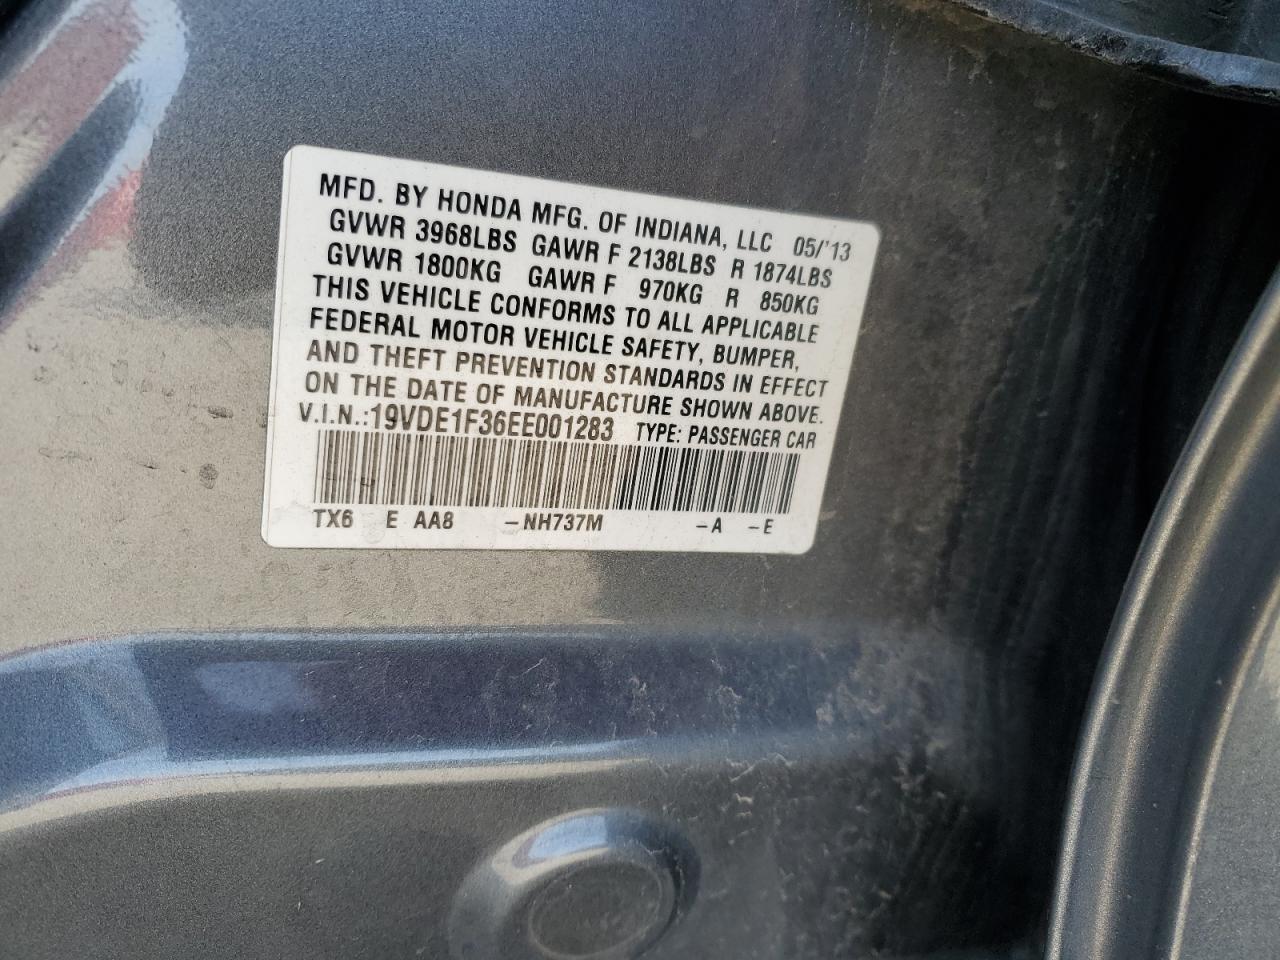 MFD. BY HONDA MFG. OF INDIANA, LLC 05/'13
GVWR 3968LBS GAWR F 2138LBS R 1874LBS
GVWR 1800KG GAWR F 970KG R 850KG
THIS VEHICLE CONFORMS TO ALL APPLICABLE
FEDERAL MOTOR VEHICLE SAFETY, BUMPER,
AND THEFT PREVENTION STANDARDS IN EFFECT
ON THE DATE OF MANUFACTURE SHOWN ABOVE.
V.I.N.:19VDE1F36EE001283 TYPE: PASSENGER CAR
TX6 E AA8 –NH737M –A –E